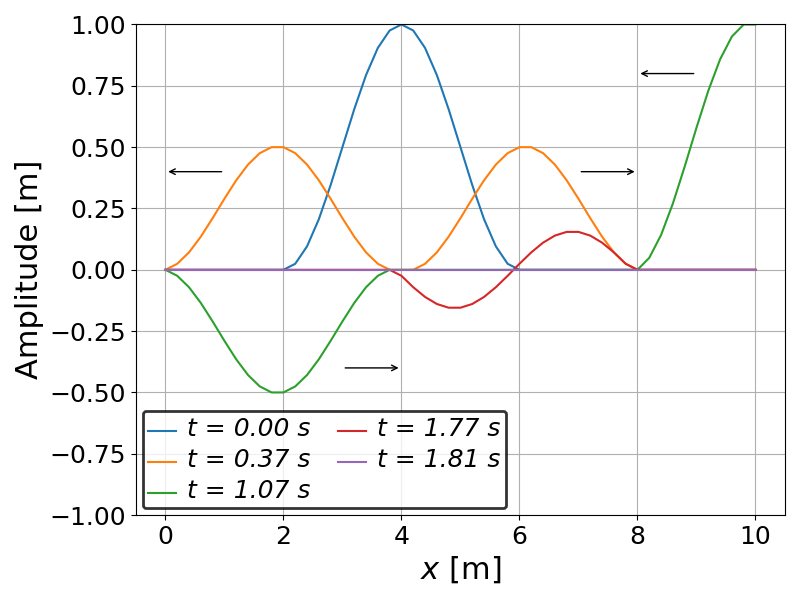 1.00
0.75
0.50
0.25
0.00
−0.25
−0.50
−0.75
−1.00
Amplitude [m]
t = 0.00 s
t = 0.37 s
t = 1.07 s
t = 1.77 s
t = 1.81 s
0 2 4 6 8 10
x [m]